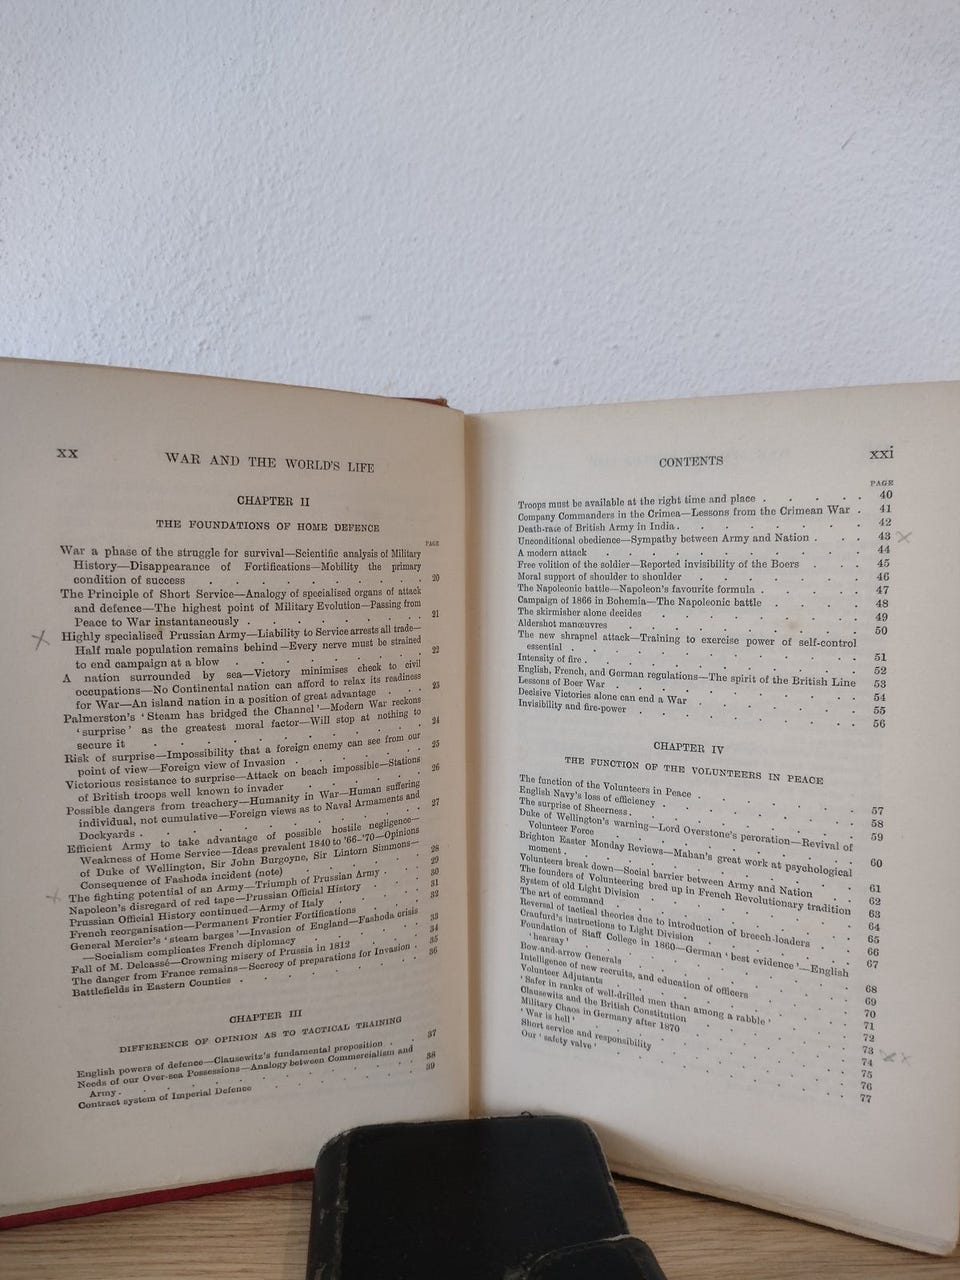 xx
WAR AND THE WORLD'S LIFE
CHAPTER II
THE FOUNDATIONS OF HOME DEFENCE
PAGE
War a phase of the struggle for survival—Scientific analysis of Military
History—Disappearance of Fortifications—Mobility the primary
condition of success . . . . . . . . . 20
The Principle of Short Service—Analogy of specialised organs of attack
and defence—The highest point of Military Evolution—Passing from
Peace to War instantaneously . . . . . . . 21
Highly specialised Prussian Army—Liability to Service arrests all trade—
Half male population remains behind—Every nerve must be strained
to end campaign at a blow . . . . . . . 22
A nation surrounded by sea—Victory minimises check to civil
occupations—No Continental nation can afford to relax its readiness
for War—An island nation in a position of great advantage . . 23
Palmerston's 'Steam has bridged the Channel'—Modern War reckons
'surprise' as the greatest moral factor—Will stop at nothing to
secure it . . . . . . . . . . 24
Risk of surprise—Impossibility that a foreign enemy can see from our
point of view—Foreign view of Invasion . . . . . 25
Victorious resistance to surprise—Attack on beach impossible—Stations
of British troops well known to invader . . . . . 26
Possible dangers from treachery—Humanity in War—Human suffering
individual, not cumulative—Foreign views as to Naval Armaments and
Dockyards . . . . . . . . . . 27
Efficient Army to take advantage of possible hostile negligence—
Weakness of Home Service—Ideas prevalent 1840 to '66-'70—Opinions
of Duke of Wellington, Sir John Burgoyne, Sir Lintorn Simmons—
Consequence of Fashoda incident (note) . . . . . 28
The fighting potential of an Army—Triumph of Prussian Army . . 29
Napoleon's disregard of red tape—Prussian Official History . . 30
Prussian Official History continued—Army of Italy . . . 31
French reorganisation—Permanent Frontier Fortifications . . 32
General Mercier's 'steam barges'—Invasion of England—Fashoda crisis
—Socialism complicates French diplomacy . . . . 33
Fall of M. Delcassé—Crowning misery of Prussia in 1812 . . 34
The danger from France remains—Secrecy of preparations for Invasion . 35
Battlefields in Eastern Counties . . . . . . 36
CHAPTER III
DIFFERENCE OF OPINION AS TO TACTICAL TRAINING
English powers of defence—Clausewitz's fundamental proposition . . 37
Needs of our Over-sea Possessions—Analogy between Commercialism and
Army . . . . . . . . . . 38
Contract system of Imperial Defence . . . . . 39
CONTENTS
xxi
PAGE
Troops must be available at the right time and place . . . . . 40
Company Commanders in the Crimea—Lessons from the Crimean War . 41
Death-rate of British Army in India . . . . . . . 42
Unconditional obedience—Sympathy between Army and Nation . . . 43
A modern attack . . . . . . . . . 44
Free volition of the soldier—Reported invisibility of the Boers . . . 45
Moral support of shoulder to shoulder . . . . . . 46
The Napoleonic battle—Napoleon's favourite formula . . . . 47
Campaign of 1866 in Bohemia—The Napoleonic battle . . . . 48
The skirmisher alone decides . . . . . . . 49
Aldershot manœuvres . . . . . . . . 50
The new shrapnel attack—Training to exercise power of self-control
essential . . . . . . . . . . 51
Intensity of fire . . . . . . . . . 52
English, French, and German regulations—The spirit of the British Line 53
Lessons of Boer War . . . . . . . . 54
Decisive Victories alone can end a War . . . . . . 55
Invisibility and fire-power . . . . . . . 56
CHAPTER IV
THE FUNCTION OF THE VOLUNTEERS IN PEACE
The function of the Volunteers in Peace . . . . . 57
English Navy's loss of efficiency . . . . . . 58
The surprise of Sheerness . . . . . . . 59
Duke of Wellington's warning—Lord Overstone's peroration—Revival of
Volunteer Force . . . . . . . . 60
Brighton Easter Monday Reviews—Mahan's great work at psychological
moment . . . . . . . . . . 61
Volunteers break down—Social barrier between Army and Nation . . 62
The founders of Volunteering bred up in French Revolutionary tradition 63
System of old Light Division . . . . . . . 64
The art of command . . . . . . . . 65
Reversal of tactical theories due to introduction of breech-loaders . . 66
Craufurd's instructions to Light Division . . . . . 67
Foundation of Staff College in 1860—German 'best evidence'—English
'hearsay' . . . . . . . . . 68
Bow-and-arrow Generals . . . . . . . 69
Intelligence of new recruits, and education of officers . . . 70
Volunteer Adjutants . . . . . . . . 71
'Safer in ranks of well-drilled men than among a rabble' . . . 72
Clausewitz and the British Constitution . . . . . 73
Military Chaos in Germany after 1870 . . . . . . 74
'War is hell' . . . . . . . . . 75
Short service and responsibility . . . . . . 76
Our 'safety valve' . . . . . . . . 77